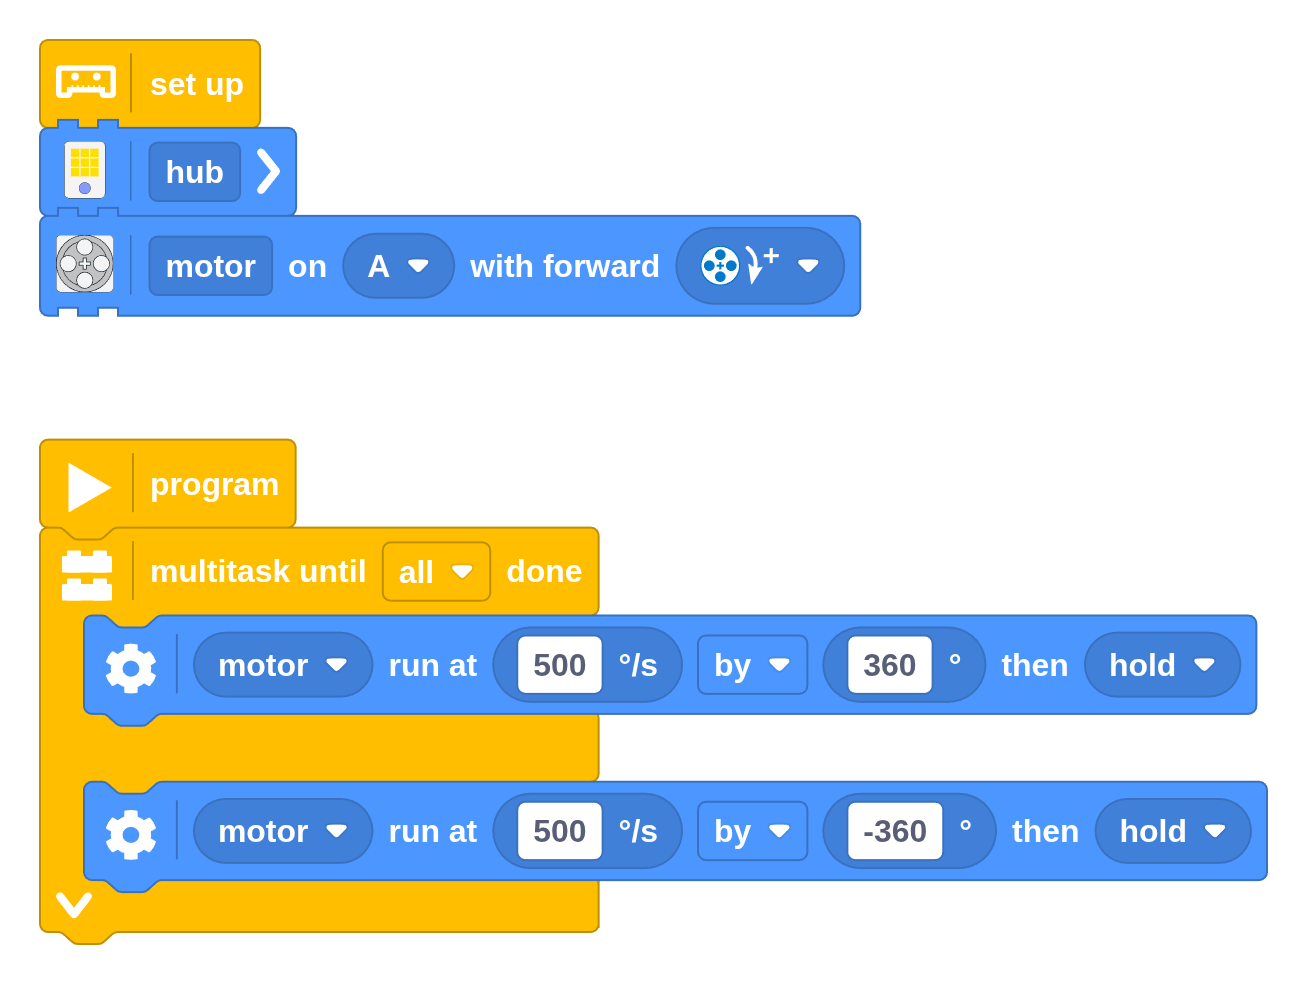 set up
hub
motor on A with forward +
program
multitask until all done
motor run at 500 °/s by 360 ° then hold
motor run at 500 °/s by -360 ° then hold